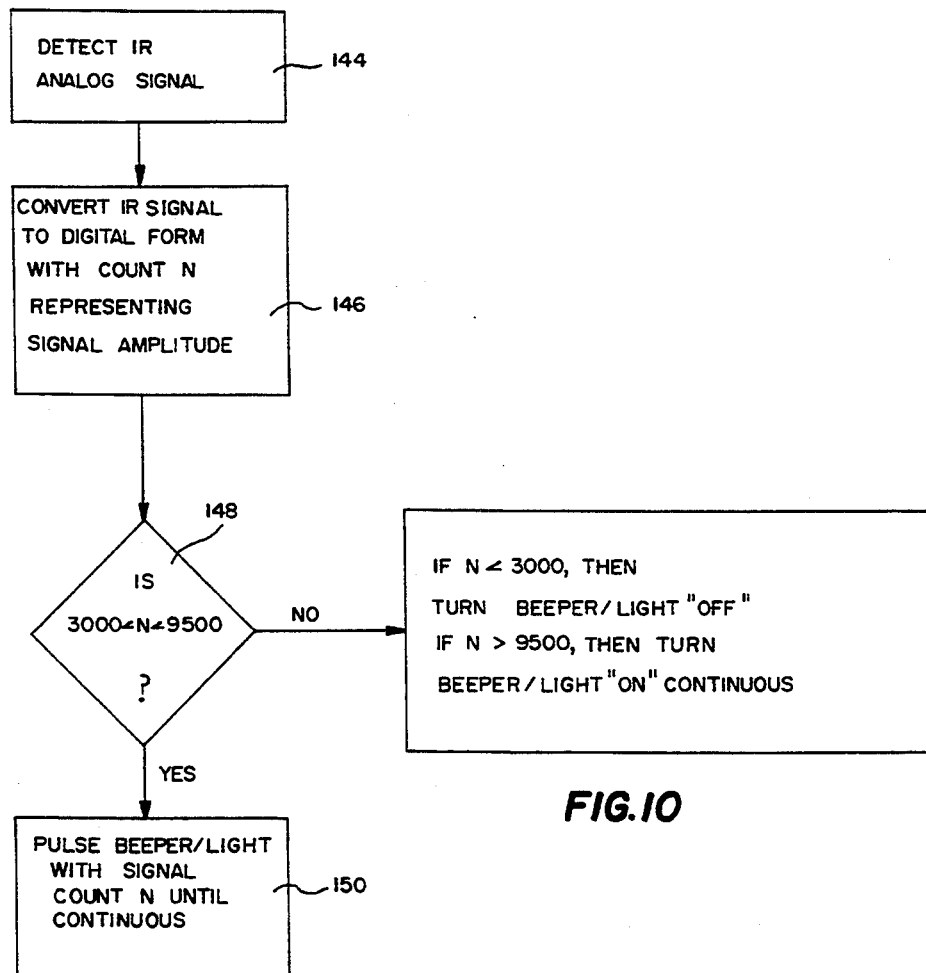 DETECT IR
ANALOG SIGNAL
144
CONVERT IR SIGNAL
TO DIGITAL FORM
WITH COUNT N
REPRESENTING
SIGNAL AMPLITUDE
146
148
IS
3000<N<9500
?
NO
IF N < 3000, THEN
TURN BEEPER/LIGHT "OFF"
IF N > 9500, THEN TURN
BEEPER/LIGHT "ON" CONTINUOUS
YES
PULSE BEEPER/LIGHT
WITH SIGNAL
COUNT N UNTIL
CONTINUOUS
150
FIG.10